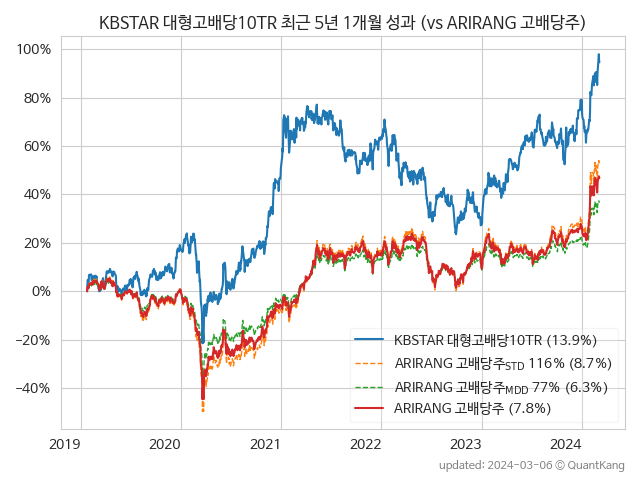 KBSTAR 대형고배당10TR 최근 5년 1개월 성과 (vs ARIRANG 고배당주)
100%
80%
60%
40%
20%
0%
−20%
−40%
KBSTAR 대형고배당10TR (13.9%)
ARIRANG 고배당주STD 116% (8.7%)
ARIRANG 고배당주MDD 77% (6.3%)
ARIRANG 고배당주 (7.8%)
2019 2020 2021 2022 2023 2024
updated: 2024-03-06 ⓒ QuantKang